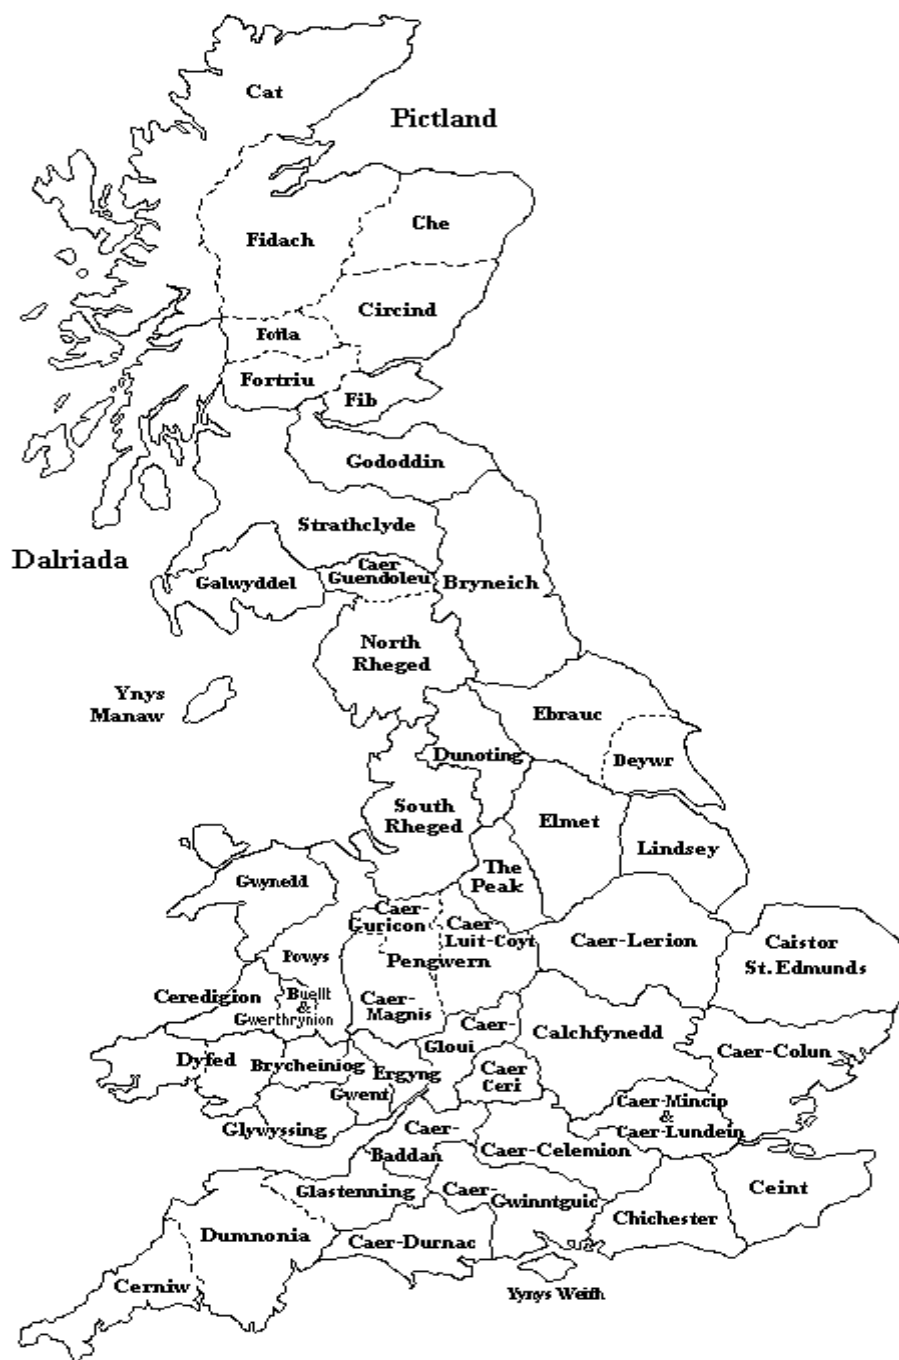 Cat
Pictland
Che
Fidach
Circind
Fotla
Fortriu
Fib
Gododdin
Strathclyde
Dalriada
Caer
Guendoleu
Galwyddel
Bryneich
North
Rheged
Ynys
Manaw
Ebrauc
Dunoting
Deywr
South
Rheged
Elmet
Lindsey
The
Peak
Gwynedd
Caer-
Guricon
Caer-
Luit-Coyt
Caer-Lerion
Caistor
St. Edmunds
Powys
Pengwern
Ceredigion
Buellt
&
Gwerthrynion
Caer-
Magnis
Caer-
Gloui
Calchfynedd
Caer-Colun
Dyfed
Brycheiniog
Ergyng
Caer
Ceri
Gwent
Glywyssing
Caer-Mincip
&
Caer-Lundein
Caer-
Baddan
Caer-Celemion
Glastenning
Caer-
Gwinntguic
Ceint
Chichester
Dumnonia
Caer-Durnac
Cerniw
Yynys Weith